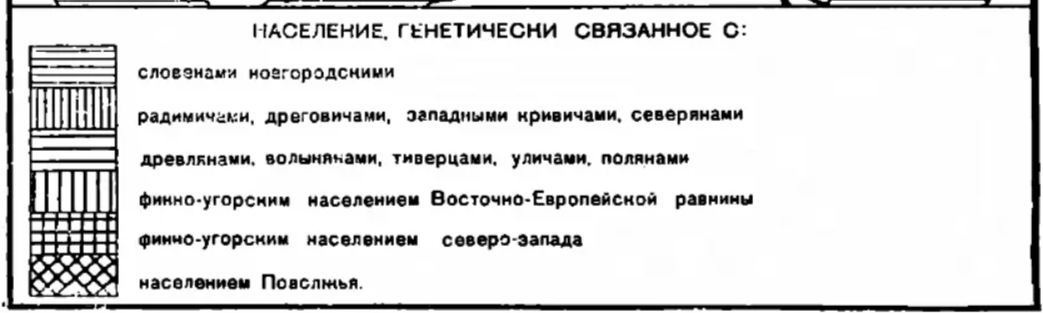 НАСЕЛЕНИЕ, ГЕНЕТИЧЕСКИ СВЯЗАННОЕ С:
словенами новгородскими
радимичами, дреговичами, западными кривичами, северянами
древлянами, волынянами, тиверцами, уличами, полянами
финно-угорским населением Восточно-Европейской равнины
финно-угорским населением северо-запада
населением Поволжья.